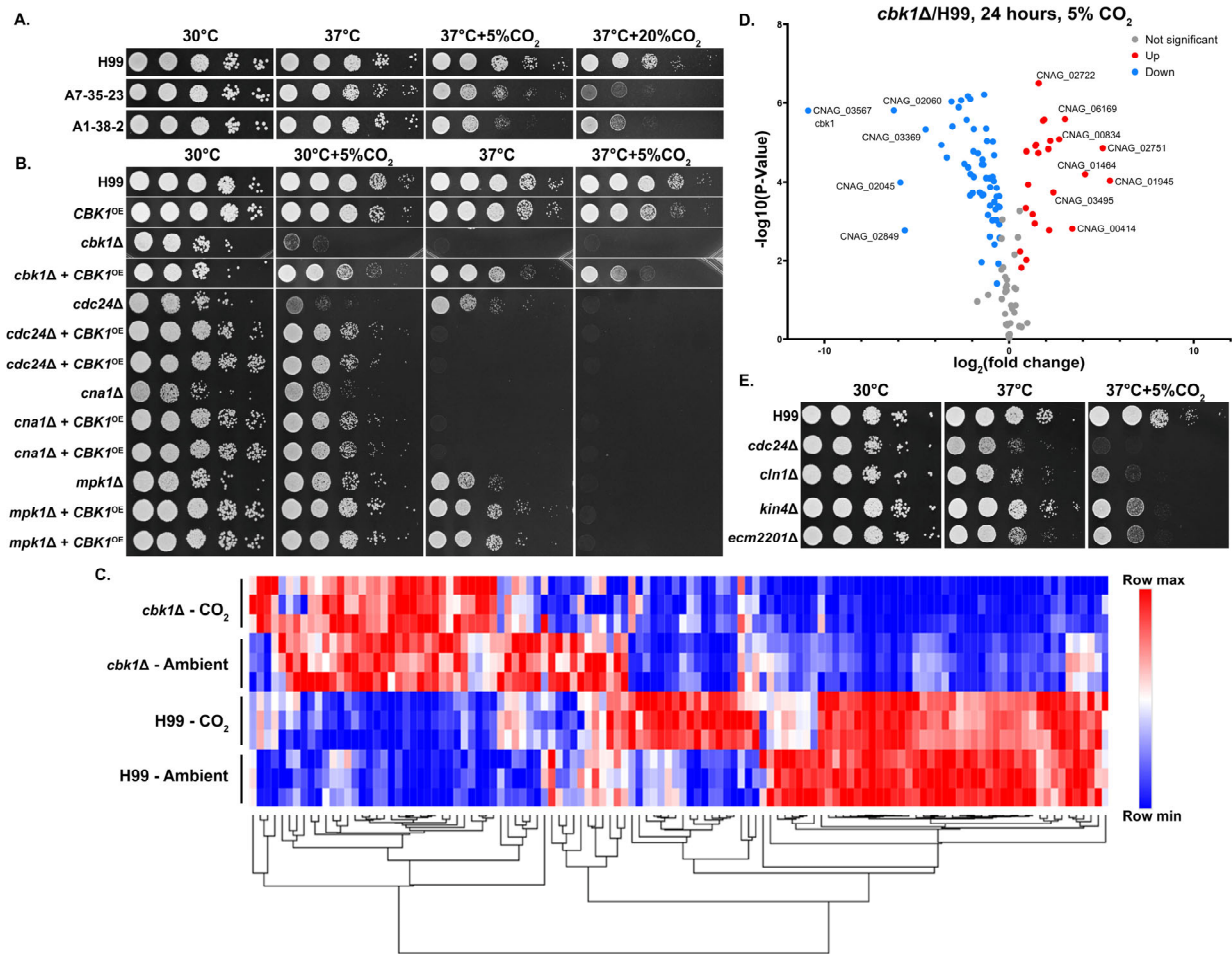 A.
30°C 37°C 37°C+5%CO₂ 37°C+20%CO₂
H99
A7-35-23
A1-38-2
B.
30°C 30°C+5%CO₂ 37°C 37°C+5%CO₂
H99
CBK1ᴼᴱ
cbk1Δ
cbk1Δ + CBK1ᴼᴱ
cdc24Δ
cdc24Δ + CBK1ᴼᴱ
cdc24Δ + CBK1ᴼᴱ
cna1Δ
cna1Δ + CBK1ᴼᴱ
cna1Δ + CBK1ᴼᴱ
mpk1Δ
mpk1Δ + CBK1ᴼᴱ
mpk1Δ + CBK1ᴼᴱ
D.
cbk1Δ/H99, 24 hours, 5% CO₂
Not significant
Up
Down
-log10(P-Value)
8
6
4
2
0
-10 0 10
log₂(fold change)
CNAG_02722
CNAG_03567
cbk1
CNAG_02060
CNAG_06169
CNAG_03369
CNAG_00834
CNAG_02751
CNAG_01464
CNAG_02045
CNAG_01945
CNAG_03495
CNAG_02849
CNAG_00414
E.
30°C 37°C 37°C+5%CO₂
H99
cdc24Δ
cln1Δ
kin4Δ
ecm2201Δ
C.
cbk1Δ - CO₂
cbk1Δ - Ambient
H99 - CO₂
H99 - Ambient
Row max
Row min